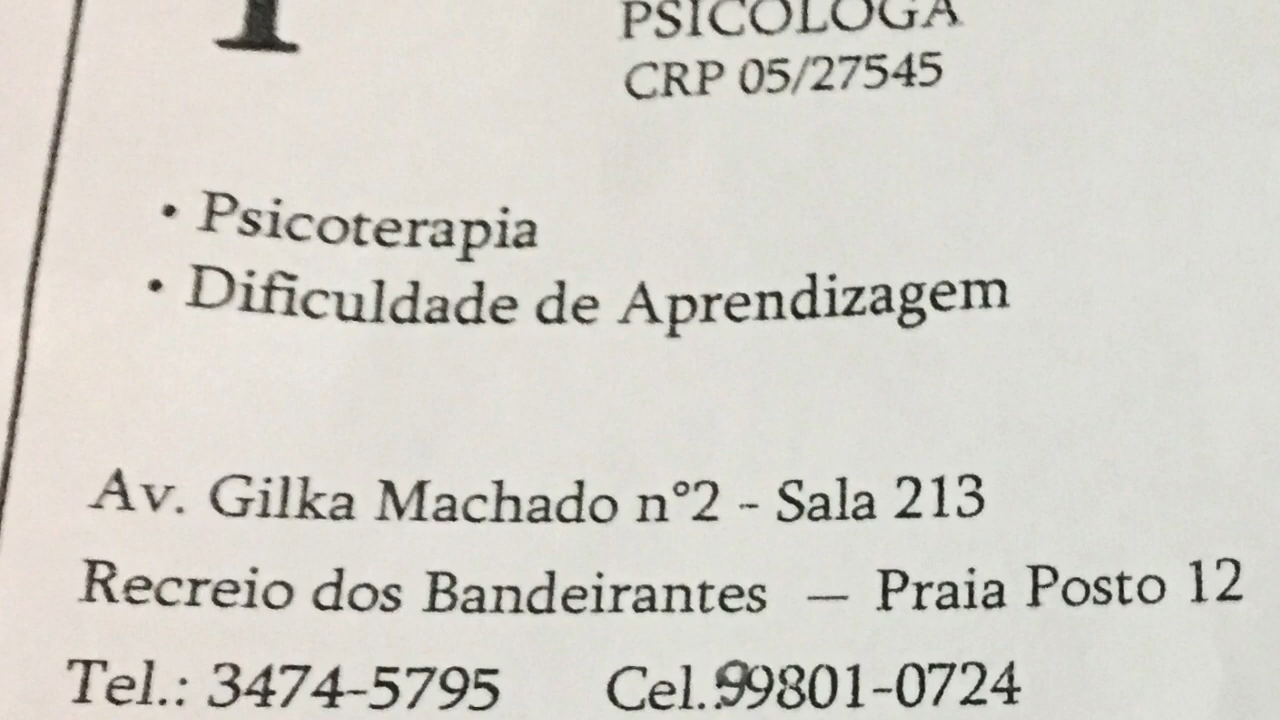 PSICÓLOGA
CRP 05/27545
• Psicoterapia
• Dificuldade de Aprendizagem
Av. Gilka Machado n°2 - Sala 213
Recreio dos Bandeirantes — Praia Posto 12
Tel.: 3474-5795 Cel.:99801-0724